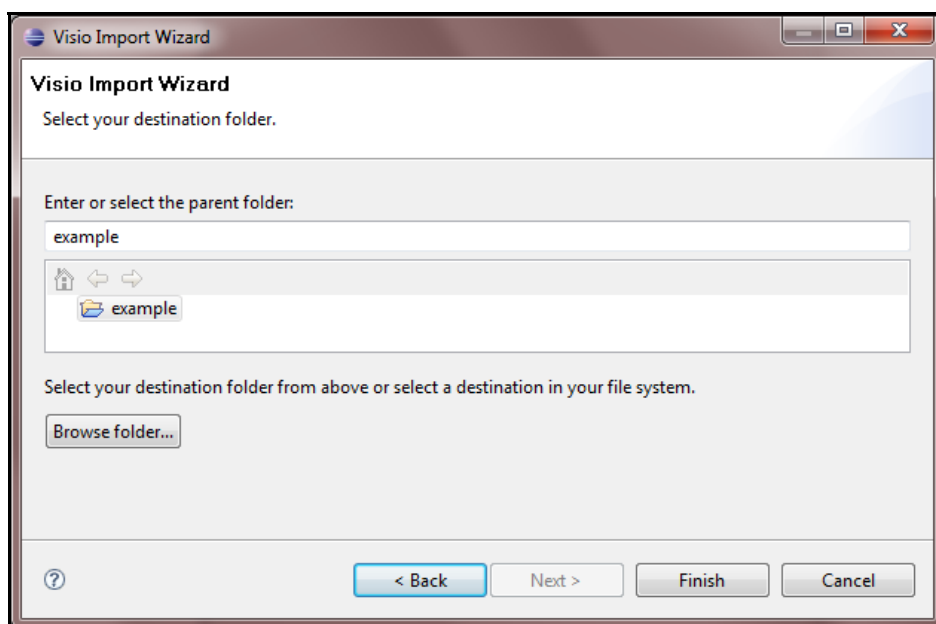 Visio Import Wizard
Visio Import Wizard
Select your destination folder.
Enter or select the parent folder:
example
example
Select your destination folder from above or select a destination in your file system.
Browse folder...
? < Back Next > Finish Cancel